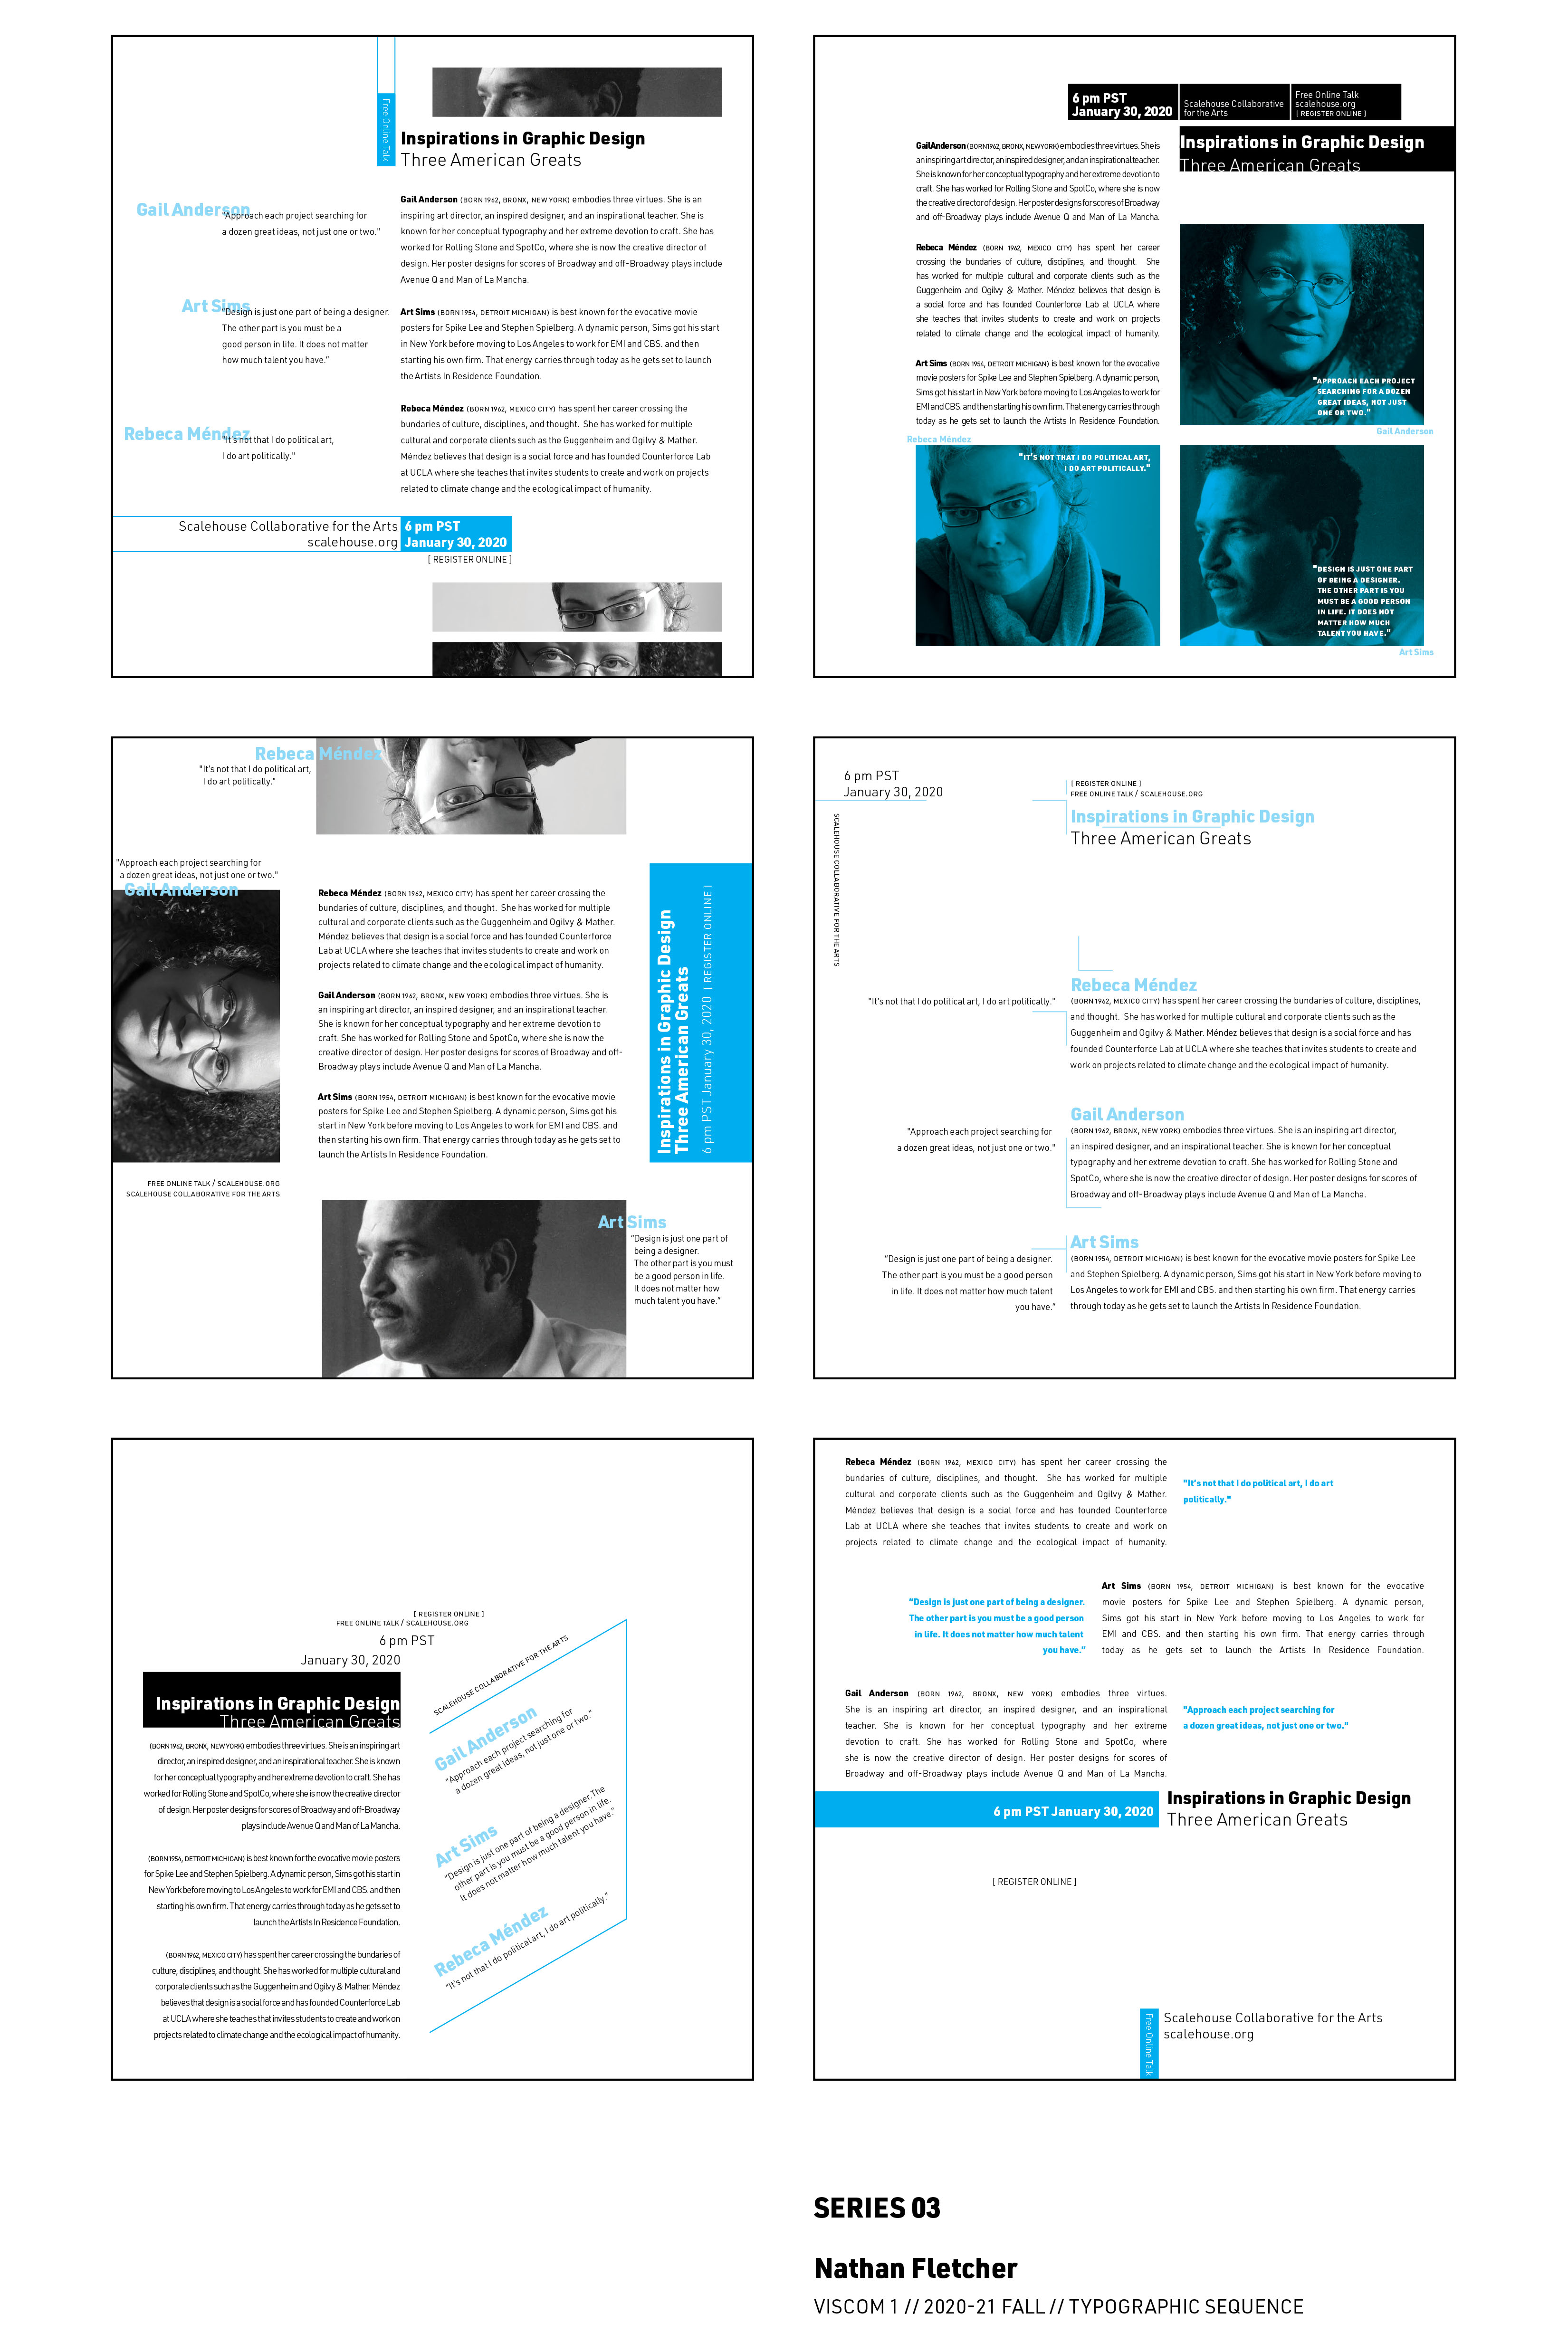 Free Online Talk
Inspirations in Graphic Design
Three American Greats
Gail Anderson
"Approach each project searching for
a dozen great ideas, not just one or two."
Art Sims
"Design is just one part of being a designer.
The other part is you must be a
good person in life. It does not matter
how much talent you have."
Rebeca Méndez
"It's not that I do political art,
I do art politically."
Gail Anderson (BORN 1962, BRONX, NEW YORK) embodies three virtues. She is an
inspiring art director, an inspired designer, and an inspirational teacher. She is
known for her conceptual typography and her extreme devotion to craft. She has
worked for Rolling Stone and SpotCo, where she is now the creative director of
design. Her poster designs for scores of Broadway and off-Broadway plays include
Avenue Q and Man of La Mancha.
Art Sims (BORN 1954, DETROIT MICHIGAN) is best known for the evocative movie
posters for Spike Lee and Stephen Spielberg. A dynamic person, Sims got his start
in New York before moving to Los Angeles to work for EMI and CBS. and then
starting his own firm. That energy carries through today as he gets set to launch
the Artists In Residence Foundation.
Rebeca Méndez (BORN 1962, MEXICO CITY) has spent her career crossing the
bundaries of culture, disciplines, and thought. She has worked for multiple
cultural and corporate clients such as the Guggenheim and Ogilvy & Mather.
Méndez believes that design is a social force and has founded Counterforce Lab
at UCLA where she teaches that invites students to create and work on projects
related to climate change and the ecological impact of humanity.
Scalehouse Collaborative for the Arts
scalehouse.org
6 pm PST
January 30, 2020
[ REGISTER ONLINE ]
6 pm PST
January 30, 2020
Scalehouse Collaborative
for the Arts
Free Online Talk
scalehouse.org
[ REGISTER ONLINE ]
Inspirations in Graphic Design
Three American Greats
Gail Anderson (BORN 1962, BRONX, NEW YORK) embodies three virtues. She is
an inspiring art director, an inspired designer, and an inspirational teacher.
She is known for her conceptual typography and her extreme devotion to
craft. She has worked for Rolling Stone and SpotCo, where she is now
the creative director of design. Her poster designs for scores of Broadway
and off-Broadway plays include Avenue Q and Man of La Mancha.
Rebeca Méndez (BORN 1962, MEXICO CITY) has spent her career
crossing the bundaries of culture, disciplines, and thought. She
has worked for multiple cultural and corporate clients such as the
Guggenheim and Ogilvy & Mather. Méndez believes that design is
a social force and has founded Counterforce Lab at UCLA where
she teaches that invites students to create and work on projects
related to climate change and the ecological impact of humanity.
Art Sims (BORN 1954, DETROIT MICHIGAN) is best known for the evocative
movie posters for Spike Lee and Stephen Spielberg. A dynamic person,
Sims got his start in New York before moving to Los Angeles to work for
EMI and CBS. and then starting his own firm. That energy carries through
today as he gets set to launch the Artists In Residence Foundation.
"APPROACH EACH PROJECT
SEARCHING FOR A DOZEN
GREAT IDEAS, NOT JUST
ONE OR TWO."
Gail Anderson
Rebeca Méndez
"IT'S NOT THAT I DO POLITICAL ART,
I DO ART POLITICALLY."
"DESIGN IS JUST ONE PART
OF BEING A DESIGNER.
THE OTHER PART IS YOU
MUST BE A GOOD PERSON
IN LIFE. IT DOES NOT
MATTER HOW MUCH
TALENT YOU HAVE."
Art Sims
Rebeca Méndez
"It's not that I do political art,
I do art politically."
"Approach each project searching for
a dozen great ideas, not just one or two."
Gail Anderson
Rebeca Méndez (BORN 1962, MEXICO CITY) has spent her career crossing the
bundaries of culture, disciplines, and thought. She has worked for multiple
cultural and corporate clients such as the Guggenheim and Ogilvy & Mather.
Méndez believes that design is a social force and has founded Counterforce
Lab at UCLA where she teaches that invites students to create and work on
projects related to climate change and the ecological impact of humanity.
Gail Anderson (BORN 1962, BRONX, NEW YORK) embodies three virtues. She is
an inspiring art director, an inspired designer, and an inspirational teacher.
She is known for her conceptual typography and her extreme devotion to
craft. She has worked for Rolling Stone and SpotCo, where she is now the
creative director of design. Her poster designs for scores of Broadway and off-
Broadway plays include Avenue Q and Man of La Mancha.
Art Sims (BORN 1954, DETROIT MICHIGAN) is best known for the evocative movie
posters for Spike Lee and Stephen Spielberg. A dynamic person, Sims got his
start in New York before moving to Los Angeles to work for EMI and CBS. and
then starting his own firm. That energy carries through today as he gets set to
launch the Artists In Residence Foundation.
Inspirations in Graphic Design
Three American Greats
6 pm PST January 30, 2020 [ REGISTER ONLINE ]
FREE ONLINE TALK / SCALEHOUSE.ORG
SCALEHOUSE COLLABORATIVE FOR THE ARTS
Art Sims
"Design is just one part of
being a designer.
The other part is you must
be a good person in life.
It does not matter how
much talent you have."
6 pm PST
January 30, 2020
SCALEHOUSE COLLABORATIVE FOR THE ARTS
[ REGISTER ONLINE ]
FREE ONLINE TALK / SCALEHOUSE.ORG
Inspirations in Graphic Design
Three American Greats
Rebeca Méndez
"It's not that I do political art, I do art politically."
(BORN 1962, MEXICO CITY) has spent her career crossing the bundaries of culture, disciplines,
and thought. She has worked for multiple cultural and corporate clients such as the
Guggenheim and Ogilvy & Mather. Méndez believes that design is a social force and has
founded Counterforce Lab at UCLA where she teaches that invites students to create and
work on projects related to climate change and the ecological impact of humanity.
Gail Anderson
"Approach each project searching for
a dozen great ideas, not just one or two."
(BORN 1962, BRONX, NEW YORK) embodies three virtues. She is an inspiring art director,
an inspired designer, and an inspirational teacher. She is known for her conceptual
typography and her extreme devotion to craft. She has worked for Rolling Stone and
SpotCo, where she is now the creative director of design. Her poster designs for scores of
Broadway and off-Broadway plays include Avenue Q and Man of La Mancha.
Art Sims
"Design is just one part of being a designer.
The other part is you must be a good person
in life. It does not matter how much talent
you have."
(BORN 1954, DETROIT MICHIGAN) is best known for the evocative movie posters for Spike Lee
and Stephen Spielberg. A dynamic person, Sims got his start in New York before moving to
Los Angeles to work for EMI and CBS. and then starting his own firm. That energy carries
through today as he gets set to launch the Artists In Residence Foundation.
[ REGISTER ONLINE ]
FREE ONLINE TALK / SCALEHOUSE.ORG
6 pm PST
January 30, 2020
Inspirations in Graphic Design
Three American Greats
(BORN 1962, BRONX, NEW YORK) embodies three virtues. She is an inspiring art
director, an inspired designer, and an inspirational teacher. She is known
for her conceptual typography and her extreme devotion to craft. She has
worked for Rolling Stone and SpotCo, where she is now the creative director
of design. Her poster designs for scores of Broadway and off-Broadway
plays include Avenue Q and Man of La Mancha.
(BORN 1954, DETROIT MICHIGAN) is best known for the evocative movie posters
for Spike Lee and Stephen Spielberg. A dynamic person, Sims got his start in
New York before moving to Los Angeles to work for EMI and CBS. and then
starting his own firm. That energy carries through today as he gets set to
launch the Artists In Residence Foundation.
(BORN 1962, MEXICO CITY) has spent her career crossing the bundaries of
culture, disciplines, and thought. She has worked for multiple cultural and
corporate clients such as the Guggenheim and Ogilvy & Mather. Méndez
believes that design is a social force and has founded Counterforce Lab
at UCLA where she teaches that invites students to create and work on
projects related to climate change and the ecological impact of humanity.
SCALEHOUSE COLLABORATIVE FOR THE ARTS
Gail Anderson
"Approach each project searching for
a dozen great ideas, not just one or two."
Art Sims
"Design is just one part of being a designer.The
other part is you must be a good person in life.
It does not matter how much talent you have."
Rebeca Méndez
"It's not that I do political art, I do art politically."
Rebeca Méndez (BORN 1962, MEXICO CITY) has spent her career crossing the
bundaries of culture, disciplines, and thought. She has worked for multiple
cultural and corporate clients such as the Guggenheim and Ogilvy & Mather.
Méndez believes that design is a social force and has founded Counterforce
Lab at UCLA where she teaches that invites students to create and work on
projects related to climate change and the ecological impact of humanity.
"It's not that I do political art, I do art
politically."
"Design is just one part of being a designer.
The other part is you must be a good person
in life. It does not matter how much talent
you have."
Art Sims (BORN 1954, DETROIT MICHIGAN) is best known for the evocative
movie posters for Spike Lee and Stephen Spielberg. A dynamic person,
Sims got his start in New York before moving to Los Angeles to work for
EMI and CBS. and then starting his own firm. That energy carries through
today as he gets set to launch the Artists In Residence Foundation.
Gail Anderson (BORN 1962, BRONX, NEW YORK) embodies three virtues.
She is an inspiring art director, an inspired designer, and an inspirational
teacher. She is known for her conceptual typography and her extreme
devotion to craft. She has worked for Rolling Stone and SpotCo, where
she is now the creative director of design. Her poster designs for scores of
Broadway and off-Broadway plays include Avenue Q and Man of La Mancha.
"Approach each project searching for
a dozen great ideas, not just one or two."
6 pm PST January 30, 2020
Inspirations in Graphic Design
Three American Greats
[ REGISTER ONLINE ]
Free Online Talk
Scalehouse Collaborative for the Arts
scalehouse.org
SERIES 03
Nathan Fletcher
VISCOM 1 // 2020-21 FALL // TYPOGRAPHIC SEQUENCE